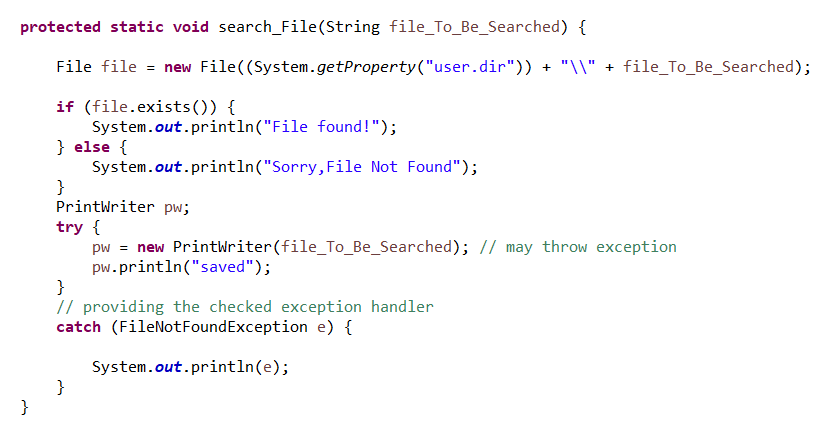 protected static void search_File(String file_To_Be_Searched) {
File file = new File((System.getProperty("user.dir")) + "\\" + file_To_Be_Searched);
if (file.exists()) {
System.out.println("File found!");
} else {
System.out.println("Sorry,File Not Found");
}
PrintWriter pw;
try {
pw = new PrintWriter(file_To_Be_Searched); // may throw exception
pw.println("saved");
}
// providing the checked exception handler
catch (FileNotFoundException e) {
System.out.println(e);
}
}